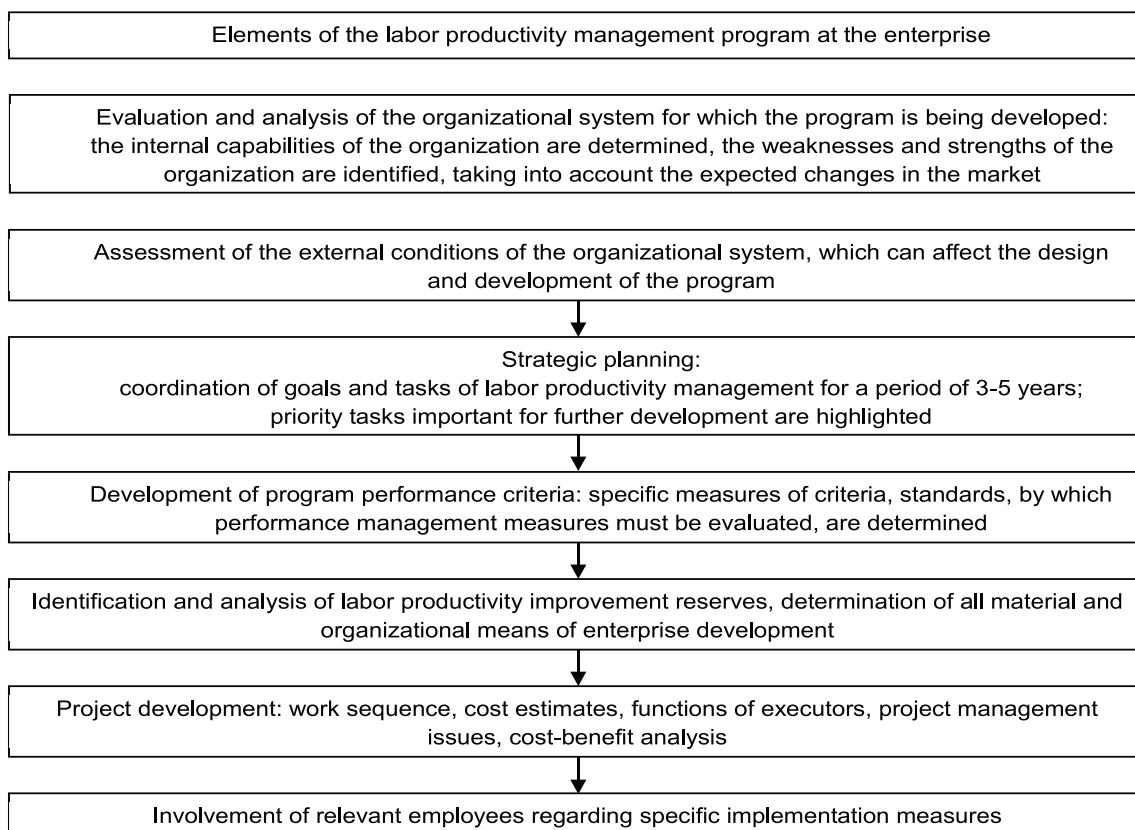 Elements of the labor productivity management program at the enterprise
Evaluation and analysis of the organizational system for which the program is being developed:
the internal capabilities of the organization are determined, the weaknesses and strengths of the
organization are identified, taking into account the expected changes in the market
Assessment of the external conditions of the organizational system, which can affect the design
and development of the program
Strategic planning:
coordination of goals and tasks of labor productivity management for a period of 3-5 years;
priority tasks important for further development are highlighted
Development of program performance criteria: specific measures of criteria, standards, by which
performance management measures must be evaluated, are determined
Identification and analysis of labor productivity improvement reserves, determination of all material and
organizational means of enterprise development
Project development: work sequence, cost estimates, functions of executors, project management
issues, cost-benefit analysis
Involvement of relevant employees regarding specific implementation measures